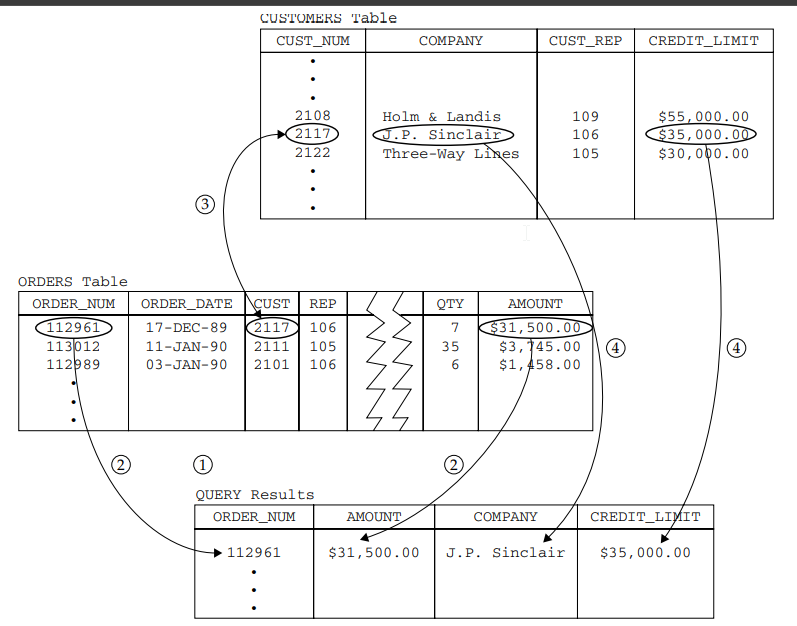 CUSTOMERS Table
CUST_NUM COMPANY CUST_REP CREDIT_LIMIT
2108 Holm & Landis 109 $55,000.00
2117 J.P. Sinclair 106 $35,000.00
2122 Three-Way Lines 105 $30,000.00
③
ORDERS Table
ORDER_NUM ORDER_DATE CUST REP QTY AMOUNT
112961 17-DEC-89 2117 106 7 $31,500.00
113012 11-JAN-90 2111 105 35 $3,745.00
112989 03-JAN-90 2101 106 6 $1,458.00
④ ④
② ① ②
QUERY Results
ORDER_NUM AMOUNT COMPANY CREDIT_LIMIT
112961 $31,500.00 J.P. Sinclair $35,000.00